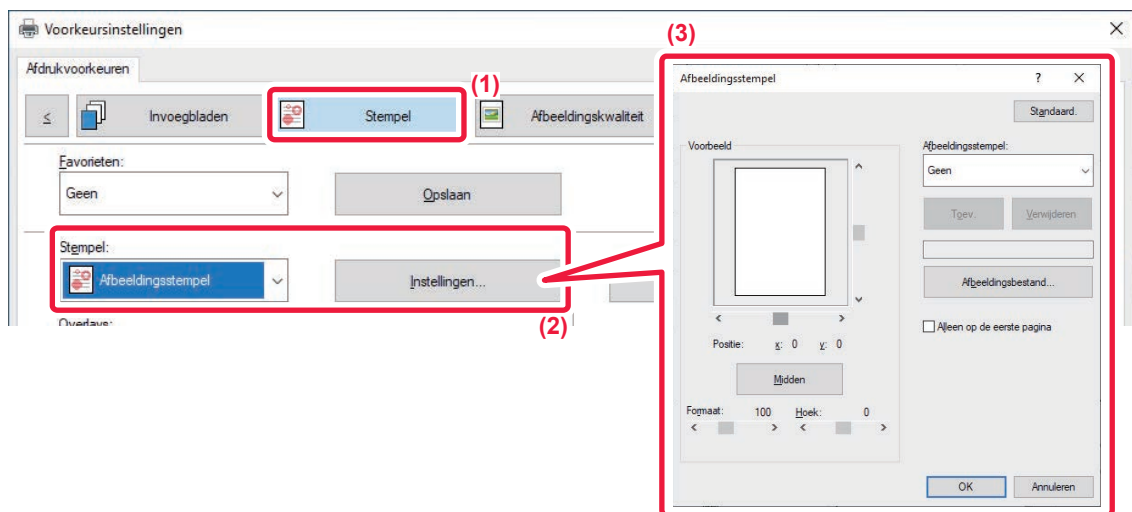 Voorkeursinstellingen
Afdrukvoorkeuren
(1)
< Invoegbladen Stempel Afbeeldingskwaliteit
Favorieten:
Geen Opslaan
Stempel:
Afbeeldingsstempel Instellingen...
(2)
Overlays:
(3)
Afbeeldingsstempel ?
Standaard.
Voorbeeld
Afbeeldingsstempel:
Geen
Toev. Verwijderen
Afbeeldingsbestand...
Alleen op de eerste pagina
Positie: x: 0 y: 0
Midden
Formaat: 100 Hoek: 0
OK Annuleren